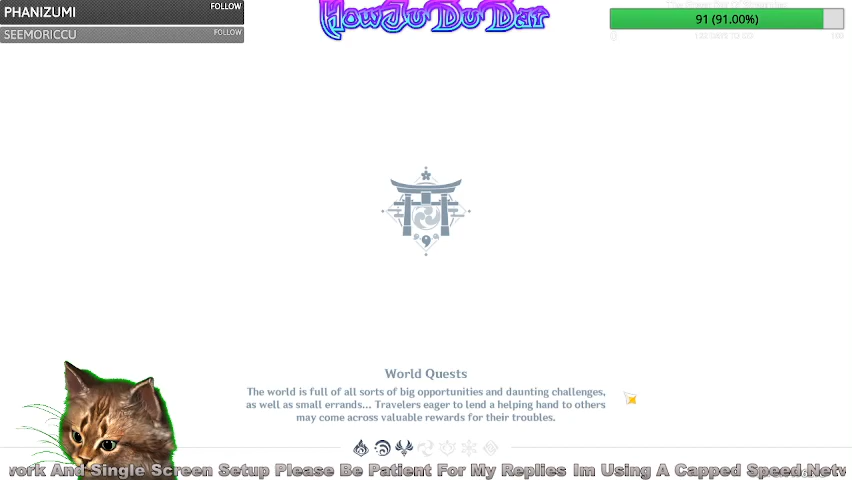 PHANIZUMI FOLLOW
SEEMORICCU FOLLOW
HowJu Du Dat
91 (91.00%)
World Quests
The world is full of all sorts of big opportunities and daunting challenges,
as well as small errands... Travelers eager to lend a helping hand to others
may come across valuable rewards for their troubles.
work And Single Screen Setup Please Be Patient For My Replies Im Using A Capped Speed Netw